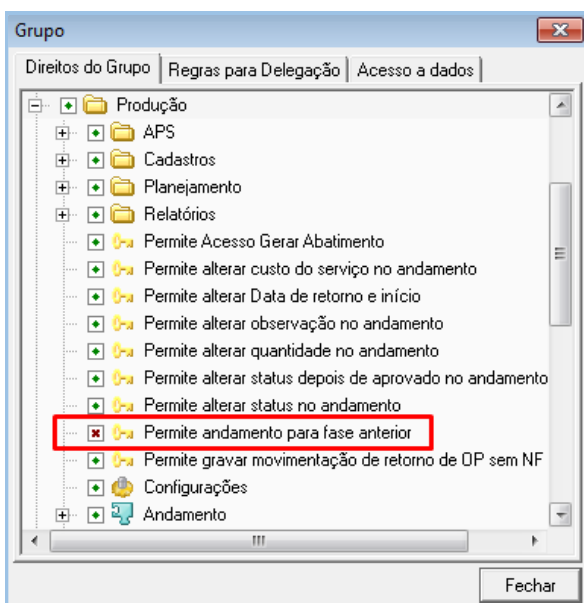 Grupo
Direitos do Grupo Regras para Delegação Acesso a dados
Produção
APS
Cadastros
Planejamento
Relatórios
Permite Acesso Gerar Abatimento
Permite alterar custo do serviço no andamento
Permite alterar Data de retorno e início
Permite alterar observação no andamento
Permite alterar quantidade no andamento
Permite alterar status depois de aprovado no andamento
Permite alterar status no andamento
Permite andamento para fase anterior
Permite gravar movimentação de retorno de OP sem NF
Configurações
Andamento
Fechar